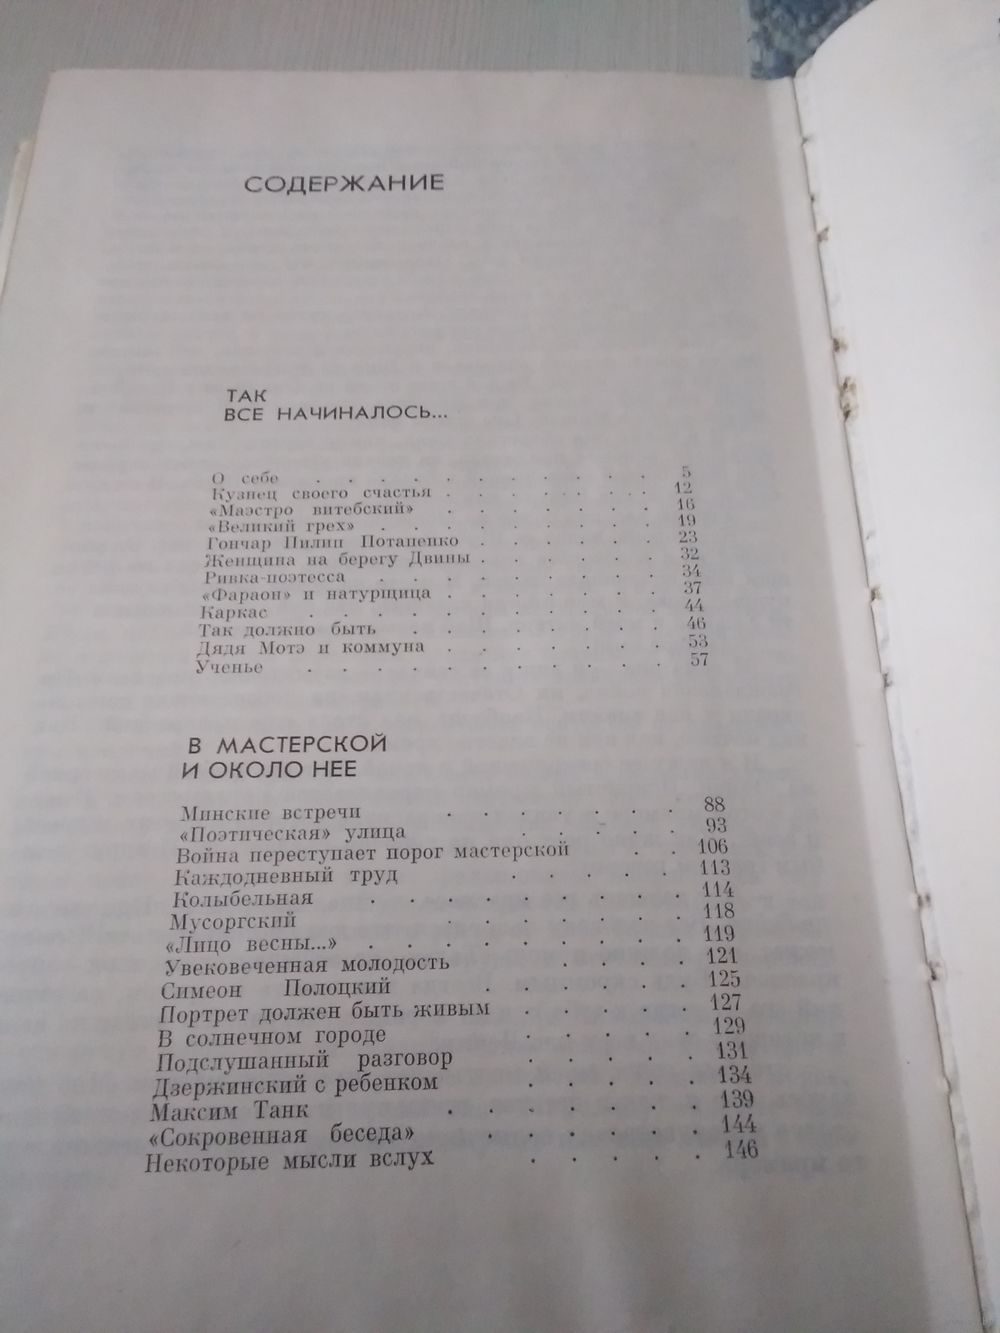 СОДЕРЖАНИЕ
ТАК
ВСЕ НАЧИНАЛОСЬ...
О себе . . . . . . . . . . . 5
Кузнец своего счастья . . . . . . . 12
«Маэстро витебский» . . . . . . . 16
«Великий грех» . . . . . . . . . 19
Гончар Пилип Потапенко . . . . . . 23
Женщина на берегу Двины . . . . . . 32
Ривка-поэтесса . . . . . . . . . 34
«Фараон» и натурщица . . . . . . . 37
Каркас . . . . . . . . . . . 44
Так должно быть . . . . . . . . 46
Дядя Мотэ и коммуна . . . . . . . 53
Ученье . . . . . . . . . . . 57
В МАСТЕРСКОЙ
И ОКОЛО НЕЕ
Минские встречи . . . . . . . 88
«Поэтическая» улица . . . . . 93
Война переступает порог мастерской . . 106
Каждодневный труд . . . . . 113
Колыбельная . . . . . . . . . 114
Мусоргский . . . . . . . 118
«Лицо весны...» . . . . . . . . . 119
Увековеченная молодость . . . . 121
Симеон Полоцкий . . . . . . 125
Портрет должен быть живым . . . . . 127
В солнечном городе . . . . . 129
Подслушанный разговор . . . . . 131
Дзержинский с ребенком . . . . . 134
Максим Танк . . . . . . . 139
«Сокровенная беседа» . . . . . . 144
Некоторые мысли вслух . . . . . 146